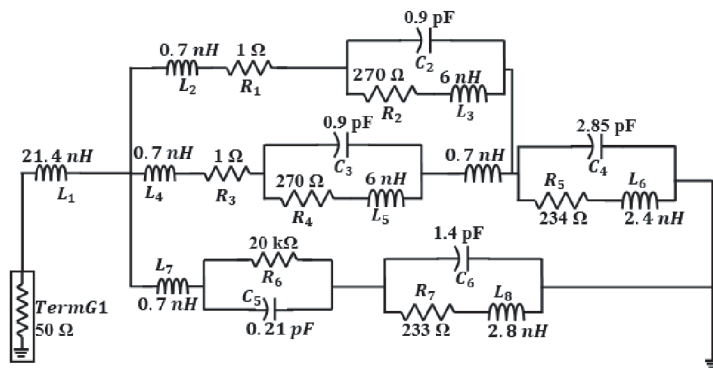 0.9 pF
0.7 nH 1 Ω
C2
L2 R1
270 Ω 6 nH
R2 L3
0.9 pF
2.85 pF
21.4 nH 0.7 nH 1 Ω
C3
0.7 nH
C4
L1 L4 R3
270 Ω 6 nH
R5 L6
R4 L5
234 Ω 2.4 nH
20 kΩ
1.4 pF
L7
R6
C6
0.7 nH
C5
R7 L8
TermG1
50 Ω
0.21 pF
233 Ω 2.8 nH